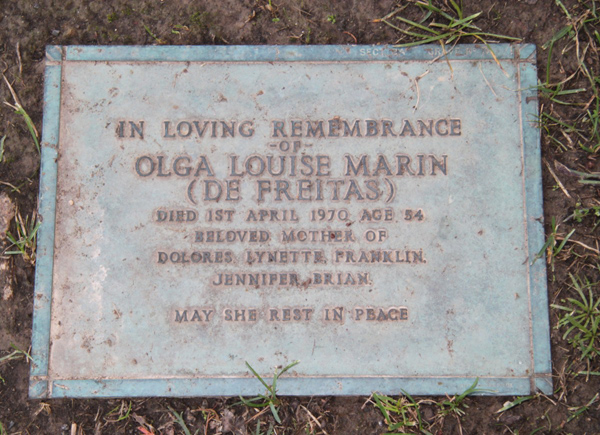 IN LOVING REMEMBRANCE
-OF-
OLGA LOUISE MARIN
(DE FREITAS)
DIED 1ST APRIL 1970, AGE 54
BELOVED MOTHER OF
DOLORES, LYNETTE, FRANKLIN,
JENNIFER, BRIAN.
MAY SHE REST IN PEACE